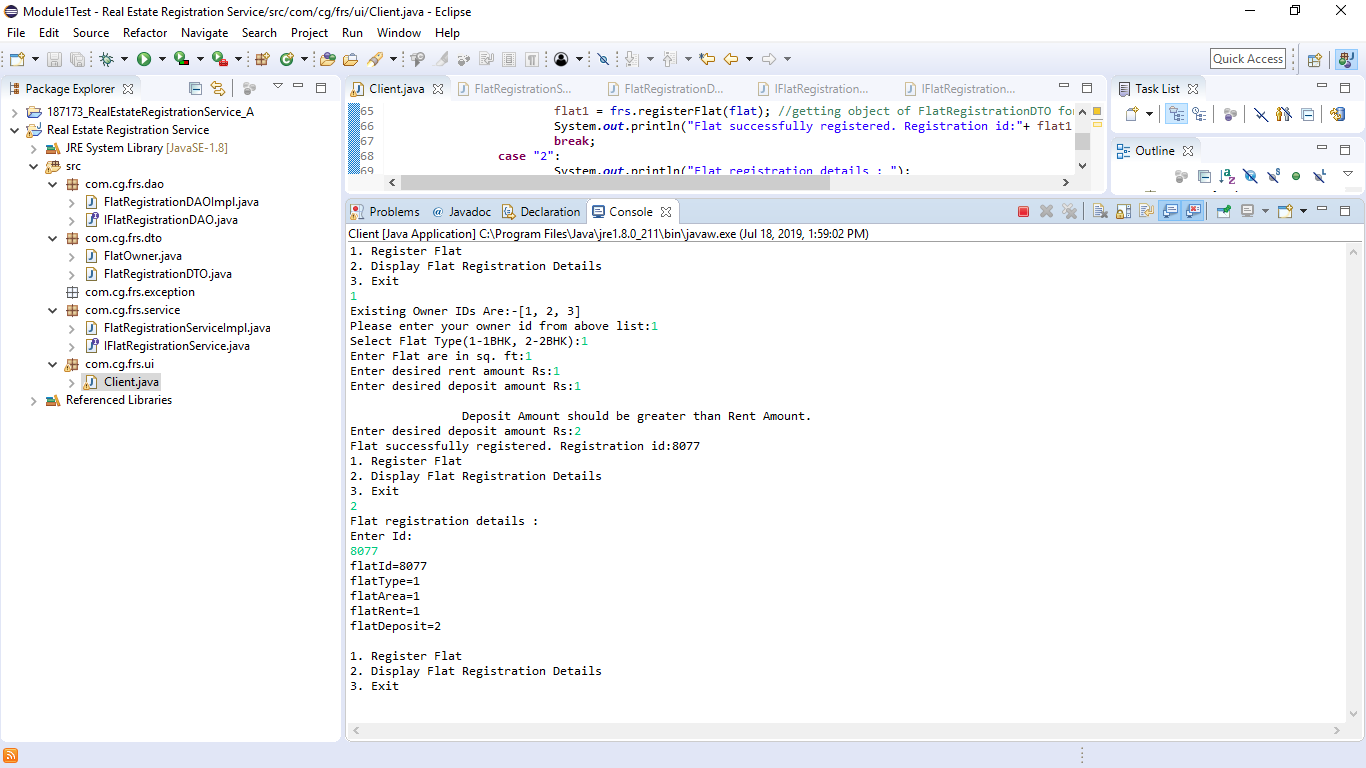 Module1Test - Real Estate Registration Service/src/com/cg/frs/ui/Client.java - Eclipse
File Edit Source Refactor Navigate Search Project Run Window Help
Quick Access
Package Explorer
187173_RealEstateRegistrationService_A
Real Estate Registration Service
JRE System Library [JavaSE-1.8]
src
com.cg.frs.dao
FlatRegistrationDAOImpl.java
IFlatRegistrationDAO.java
com.cg.frs.dto
FlatOwner.java
FlatRegistrationDTO.java
com.cg.frs.exception
com.cg.frs.service
FlatRegistrationServiceImpl.java
IFlatRegistrationService.java
com.cg.frs.ui
Client.java
Referenced Libraries
Client.java FlatRegistrationS... FlatRegistrationD... IFlatRegistrationDAO... IFlatRegistration...
65 flat1 = frs.registerFlat(flat); //getting object of FlatRegistrationDTO for
66 System.out.println("Flat successfully registered. Registration id:"+ flat1
67 break;
68 case "2":
69 System.out.println("Flat registration details : ");
Task List
Outline
Problems @ Javadoc Declaration Console
Client [Java Application] C:\Program Files\Java\jre1.8.0_211\bin\javaw.exe (Jul 18, 2019, 1:59:02 PM)
1. Register Flat
2. Display Flat Registration Details
3. Exit
1
Existing Owner IDs Are:-[1, 2, 3]
Please enter your owner id from above list:1
Select Flat Type(1-1BHK, 2-2BHK):1
Enter Flat are in sq. ft:1
Enter desired rent amount Rs:1
Enter desired deposit amount Rs:1
Deposit Amount should be greater than Rent Amount.
Enter desired deposit amount Rs:2
Flat successfully registered. Registration id:8077
1. Register Flat
2. Display Flat Registration Details
3. Exit
2
Flat registration details :
Enter Id:
8077
flatId=8077
flatType=1
flatArea=1
flatRent=1
flatDeposit=2
1. Register Flat
2. Display Flat Registration Details
3. Exit